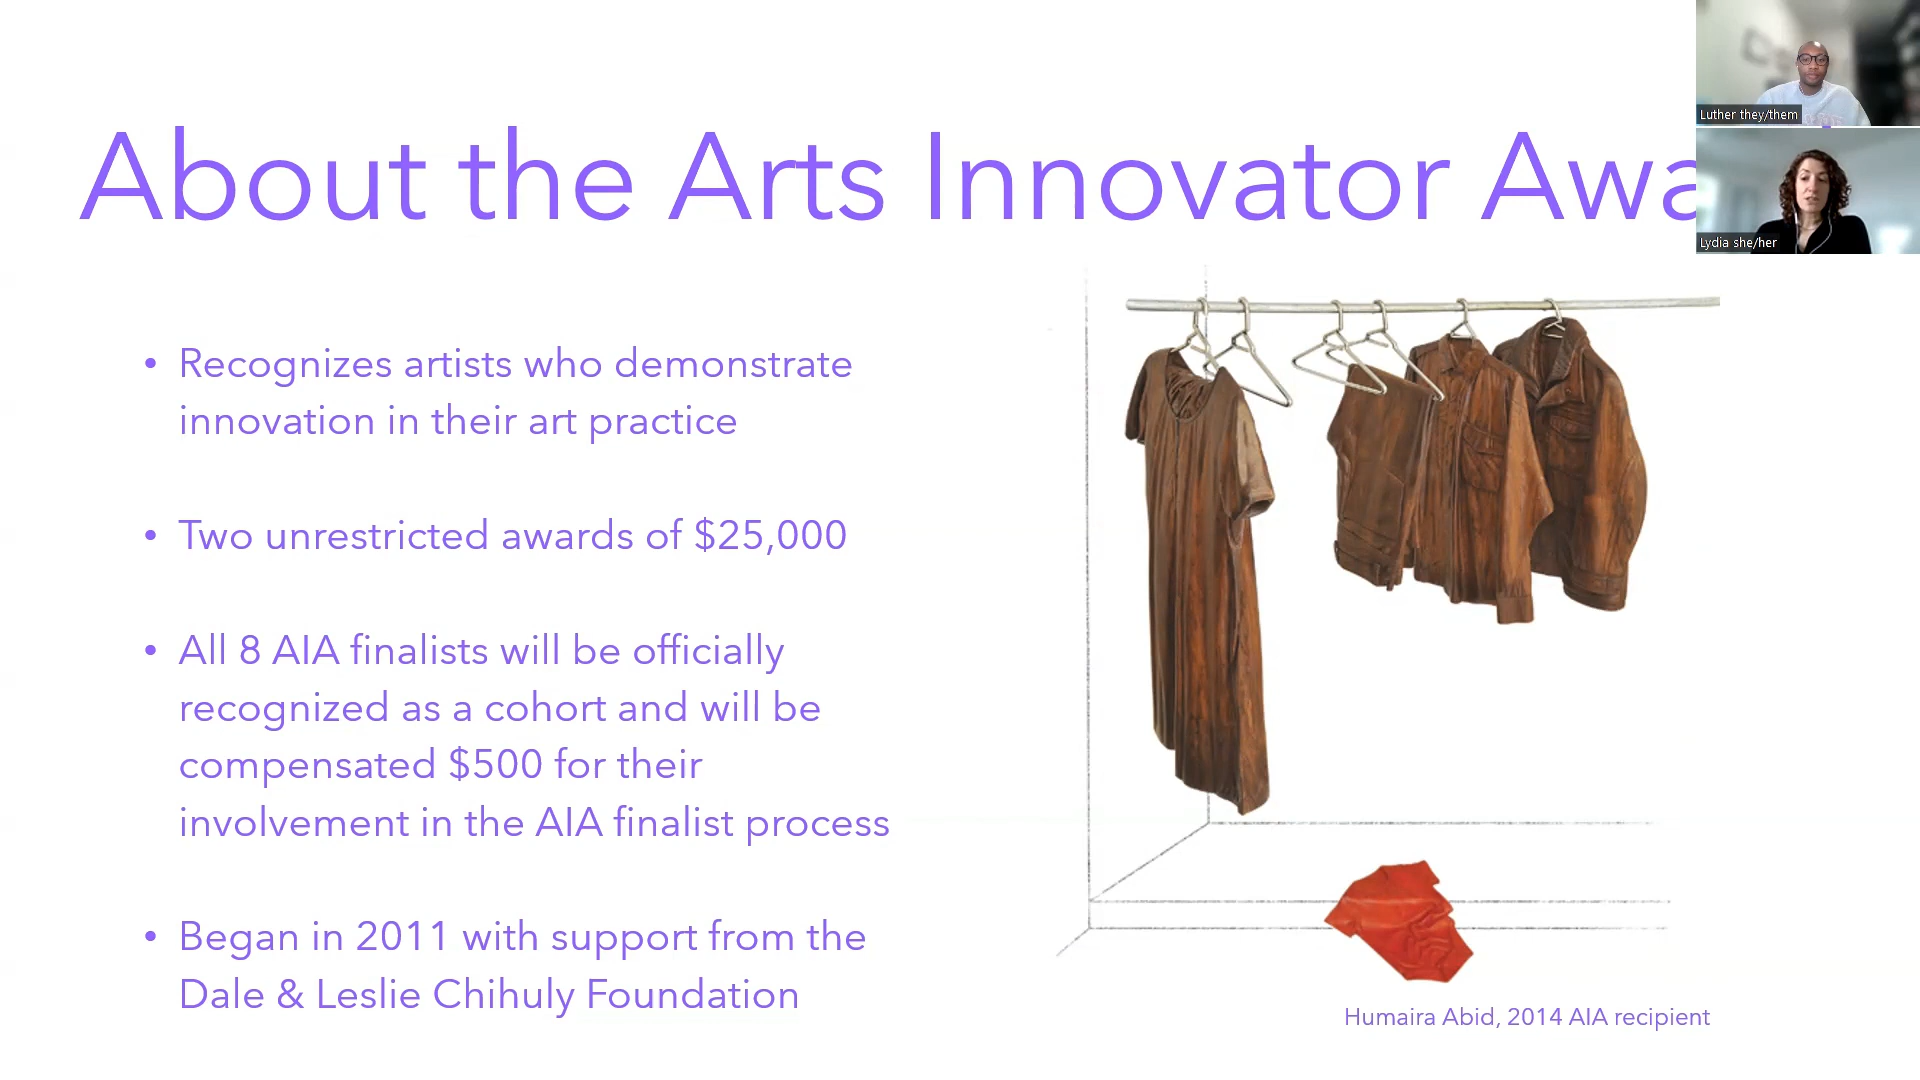 About the Arts Innovator Awa
Luther they/them
Lydia she/her
• Recognizes artists who demonstrate
innovation in their art practice
• Two unrestricted awards of $25,000
• All 8 AIA finalists will be officially
recognized as a cohort and will be
compensated $500 for their
involvement in the AIA finalist process
• Began in 2011 with support from the
Dale & Leslie Chihuly Foundation
Humaira Abid, 2014 AIA recipient